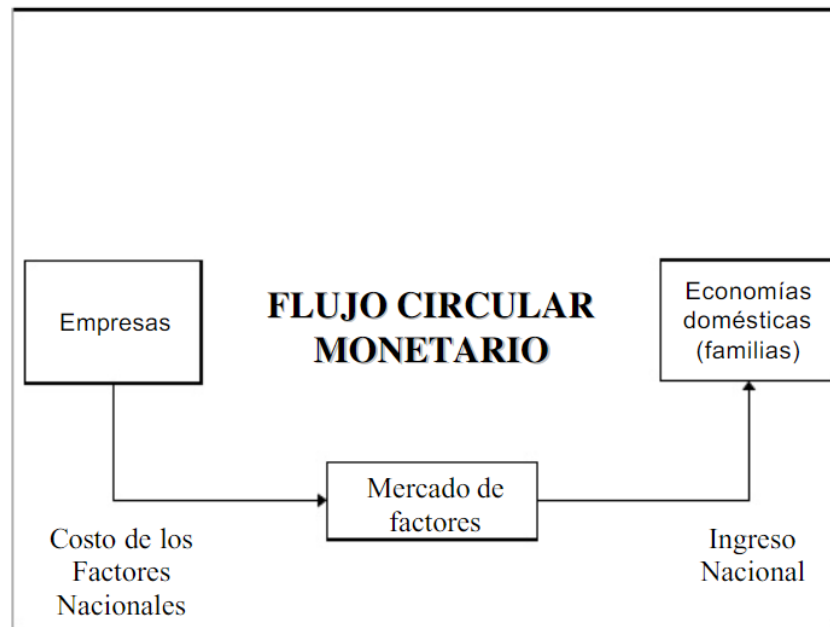 Empresas
FLUJO CIRCULAR
MONETARIO
Economías
domésticas
(familias)
Mercado de
factores
Costo de los
Factores
Nacionales
Ingreso
Nacional